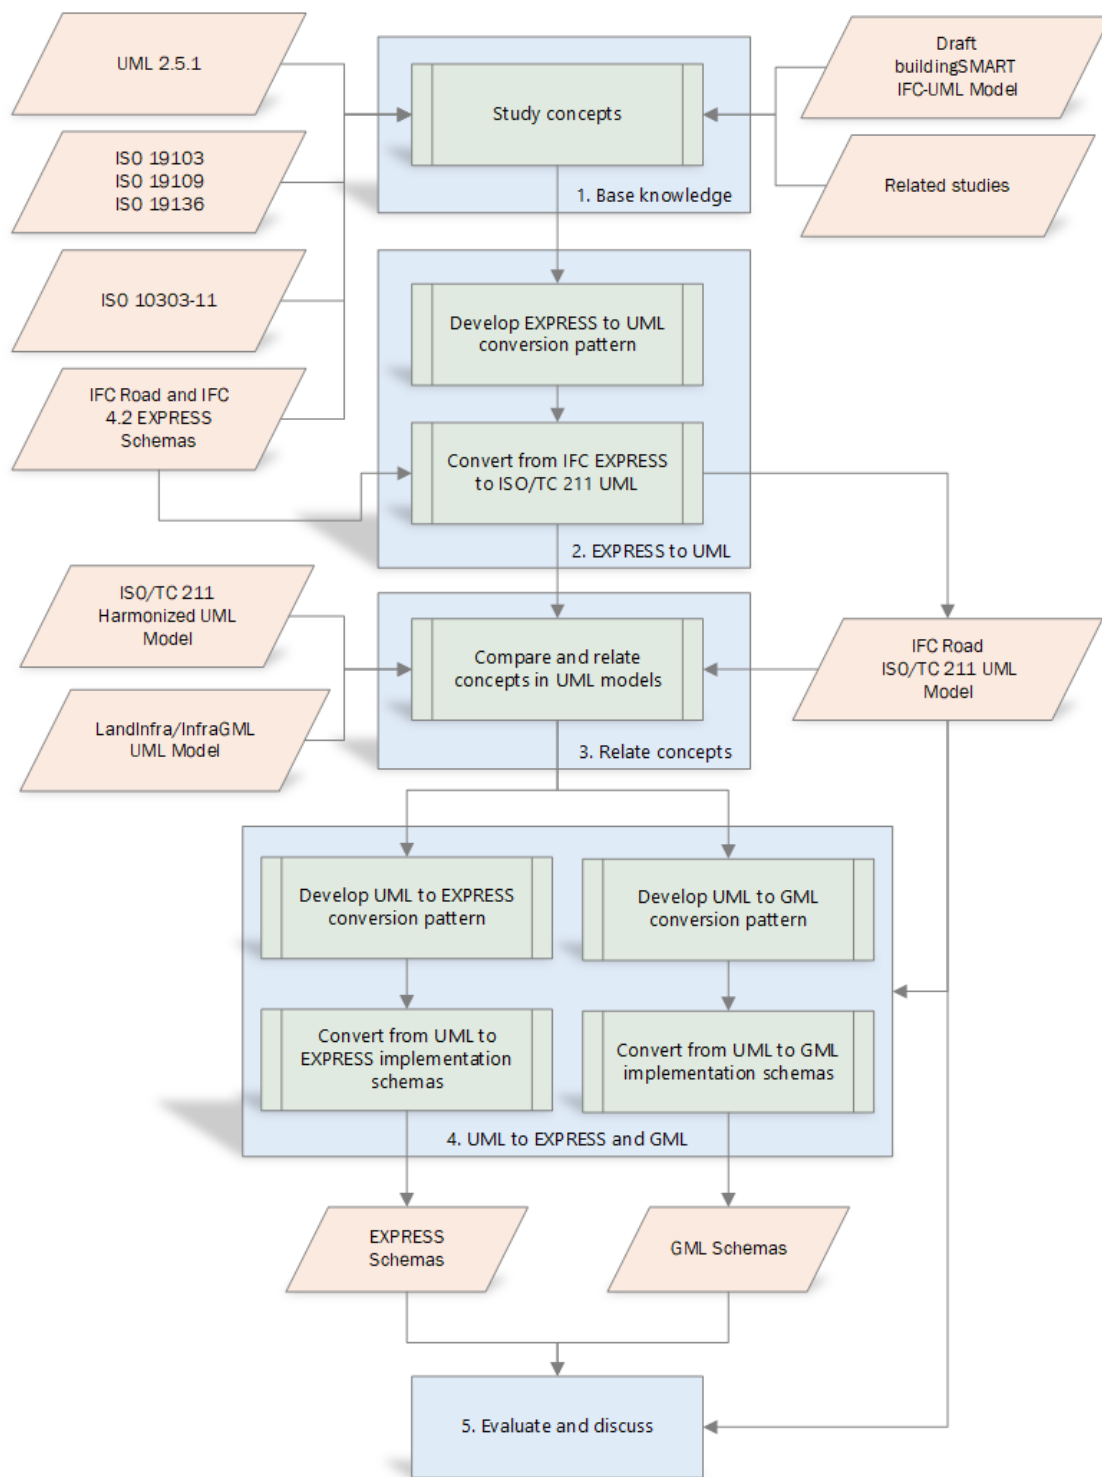 UML 2.5.1
Draft
buildingSMART
IFC-UML Model
Study concepts
ISO 19103
ISO 19109
ISO 19136
Related studies
1. Base knowledge
ISO 10303-11
Develop EXPRESS to UML
conversion pattern
IFC Road and IFC
4.2 EXPRESS
Schemas
Convert from IFC EXPRESS
to ISO/TC 211 UML
2. EXPRESS to UML
ISO/TC 211
Harmonized UML
Model
Compare and relate
concepts in UML models
IFC Road
ISO/TC 211 UML
Model
LandInfra/InfraGML
UML Model
3. Relate concepts
Develop UML to EXPRESS
conversion pattern
Develop UML to GML
conversion pattern
Convert from UML to
EXPRESS implementation
schemas
Convert from UML to GML
implementation schemas
4. UML to EXPRESS and GML
EXPRESS
Schemas
GML Schemas
5. Evaluate and discuss